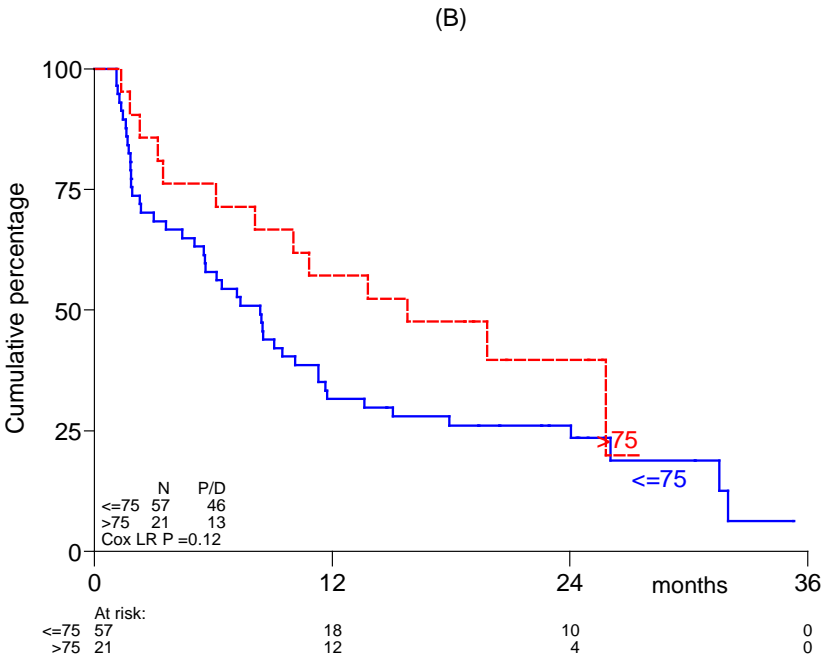 (B)
100
75
50
25
0
Cumulative percentage
>75
<=75
N P/D
<=75 57 46
>75 21 13
Cox LR P =0.12
0 12 24 months 36
At risk:
<=75 57 18 10 0
>75 21 12 4 0